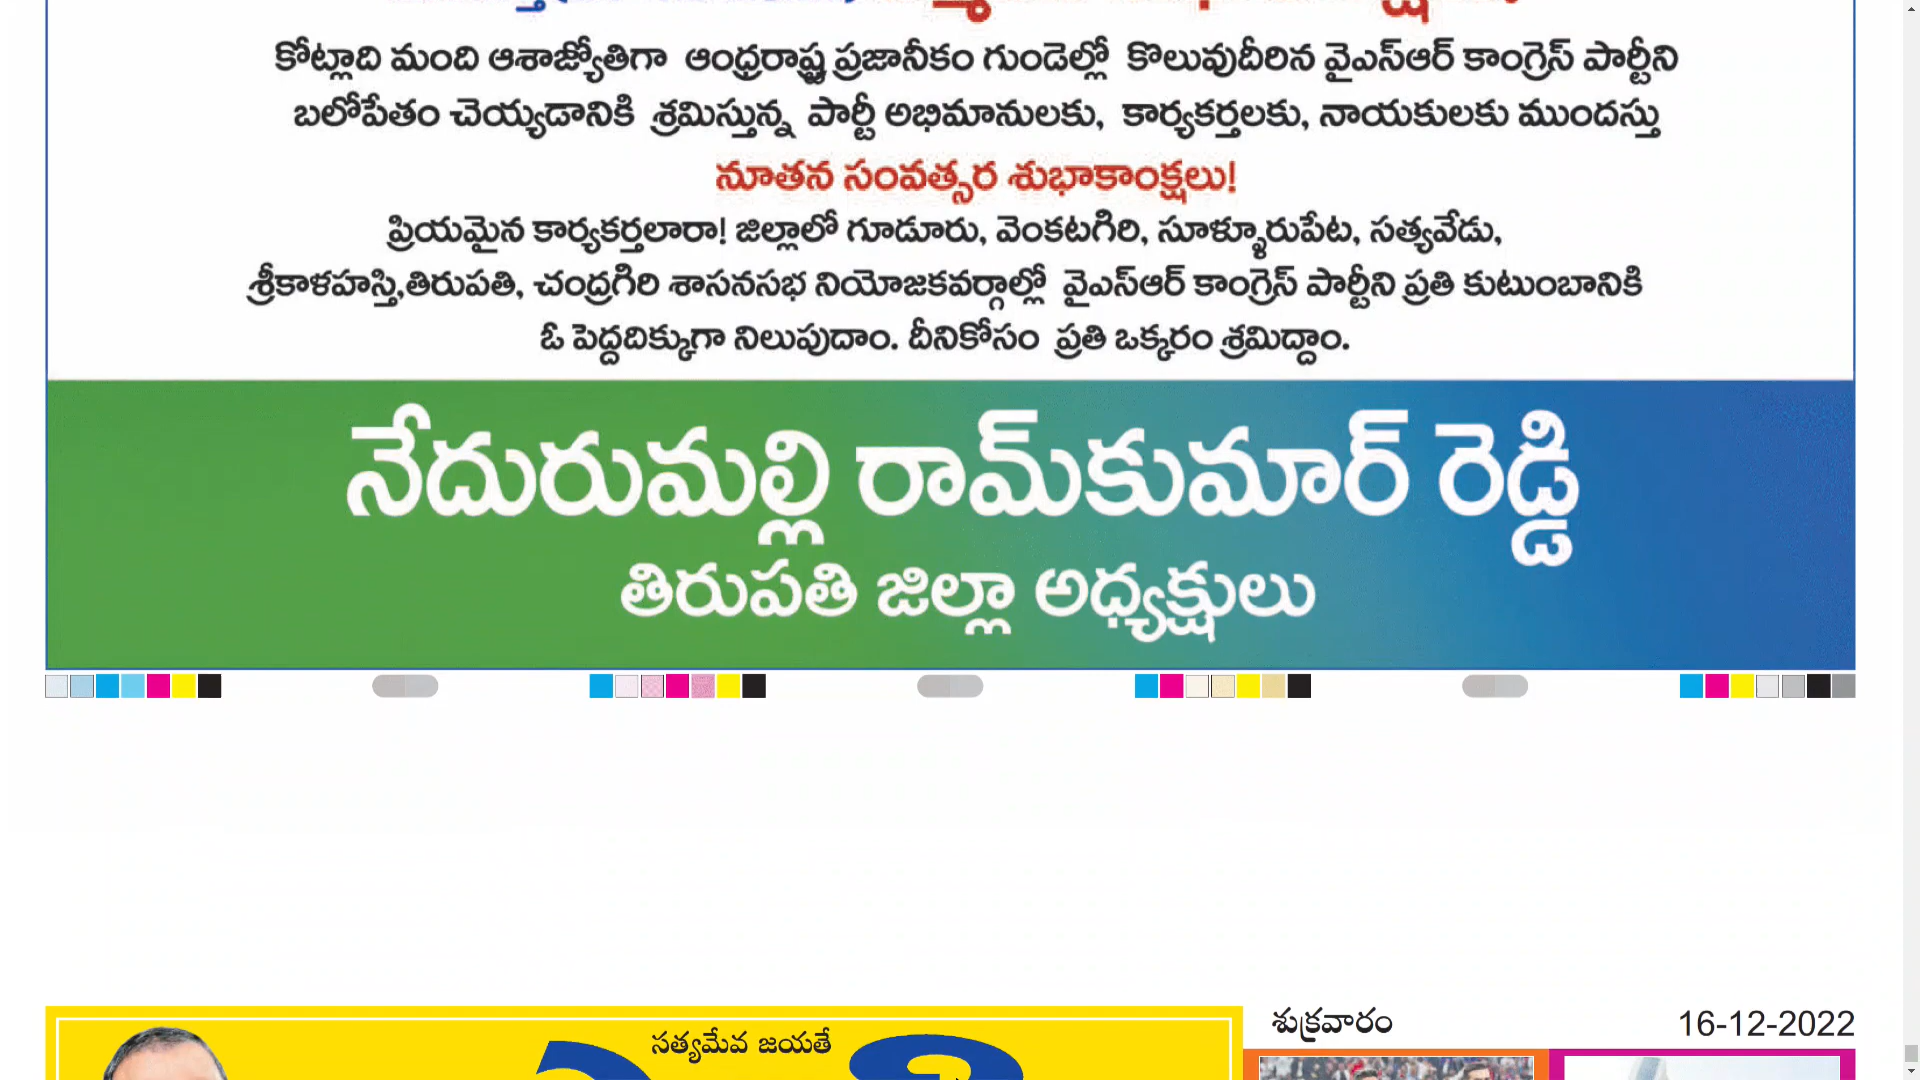 కోట్లాది మంది ఆశాజ్యోతిగా ఆంధ్రరాష్ట్ర ప్రజానీకం గుండెల్లో కొలువుదీరిన వైఎస్ఆర్ కాంగ్రెస్ పార్టీని
బలోపేతం చెయ్యడానికి శ్రమిస్తున్న పార్టీ అభిమానులకు, కార్యకర్తలకు, నాయకులకు ముందస్తు
నూతన సంవత్సర శుభాకాంక్షలు!
ప్రియమైన కార్యకర్తలారా! జిల్లాలో గూడూరు, వెంకటగిరి, సూళ్ళూరుపేట, సత్యవేడు,
శ్రీకాళహస్తి,తిరుపతి, చంద్రగిరి శాసనసభ నియోజకవర్గాల్లో వైఎస్ఆర్ కాంగ్రెస్ పార్టీని ప్రతి కుటుంబానికి
ఓ పెద్దదిక్కుగా నిలుపుదాం. దీనికోసం ప్రతి ఒక్కరం శ్రమిద్దాం.
నేదురుమల్లి రామ్‌కుమార్ రెడ్డి
తిరుపతి జిల్లా అధ్యక్షులు
సత్యమేవ జయతే
శుక్రవారం 16-12-2022